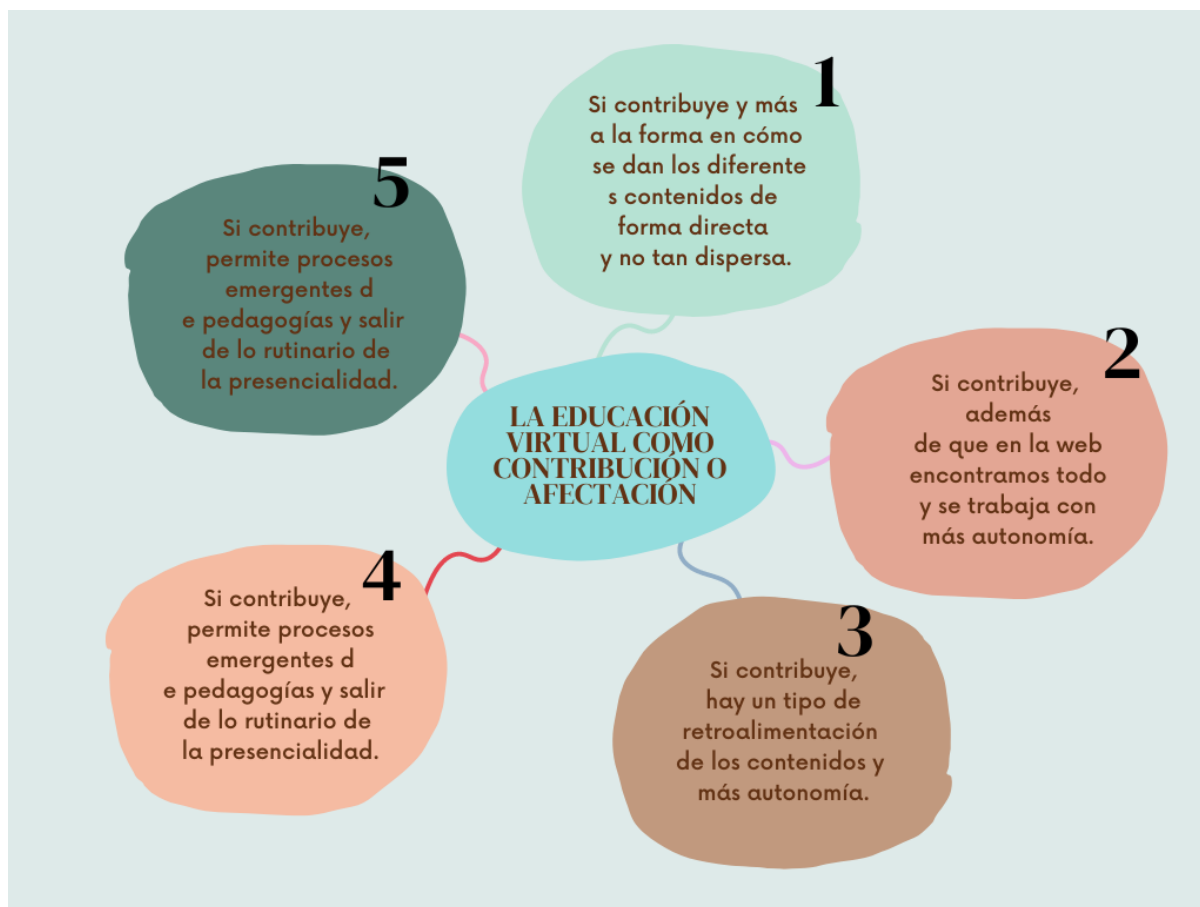 LA EDUCACIÓN
VIRTUAL COMO
CONTRIBUCIÓN O
AFECTACIÓN
1
Si contribuye y más
a la forma en cómo
se dan los diferente
s contenidos de
forma directa
y no tan dispersa.
2
Si contribuye,
además
de que en la web
encontramos todo
y se trabaja con
más autonomía.
3
Si contribuye,
hay un tipo de
retroalimentación
de los contenidos y
más autonomía.
4
Si contribuye,
permite procesos
emergentes d
e pedagogías y salir
de lo rutinario de
la presencialidad.
5
Si contribuye,
permite procesos
emergentes d
e pedagogías y salir
de lo rutinario de
la presencialidad.